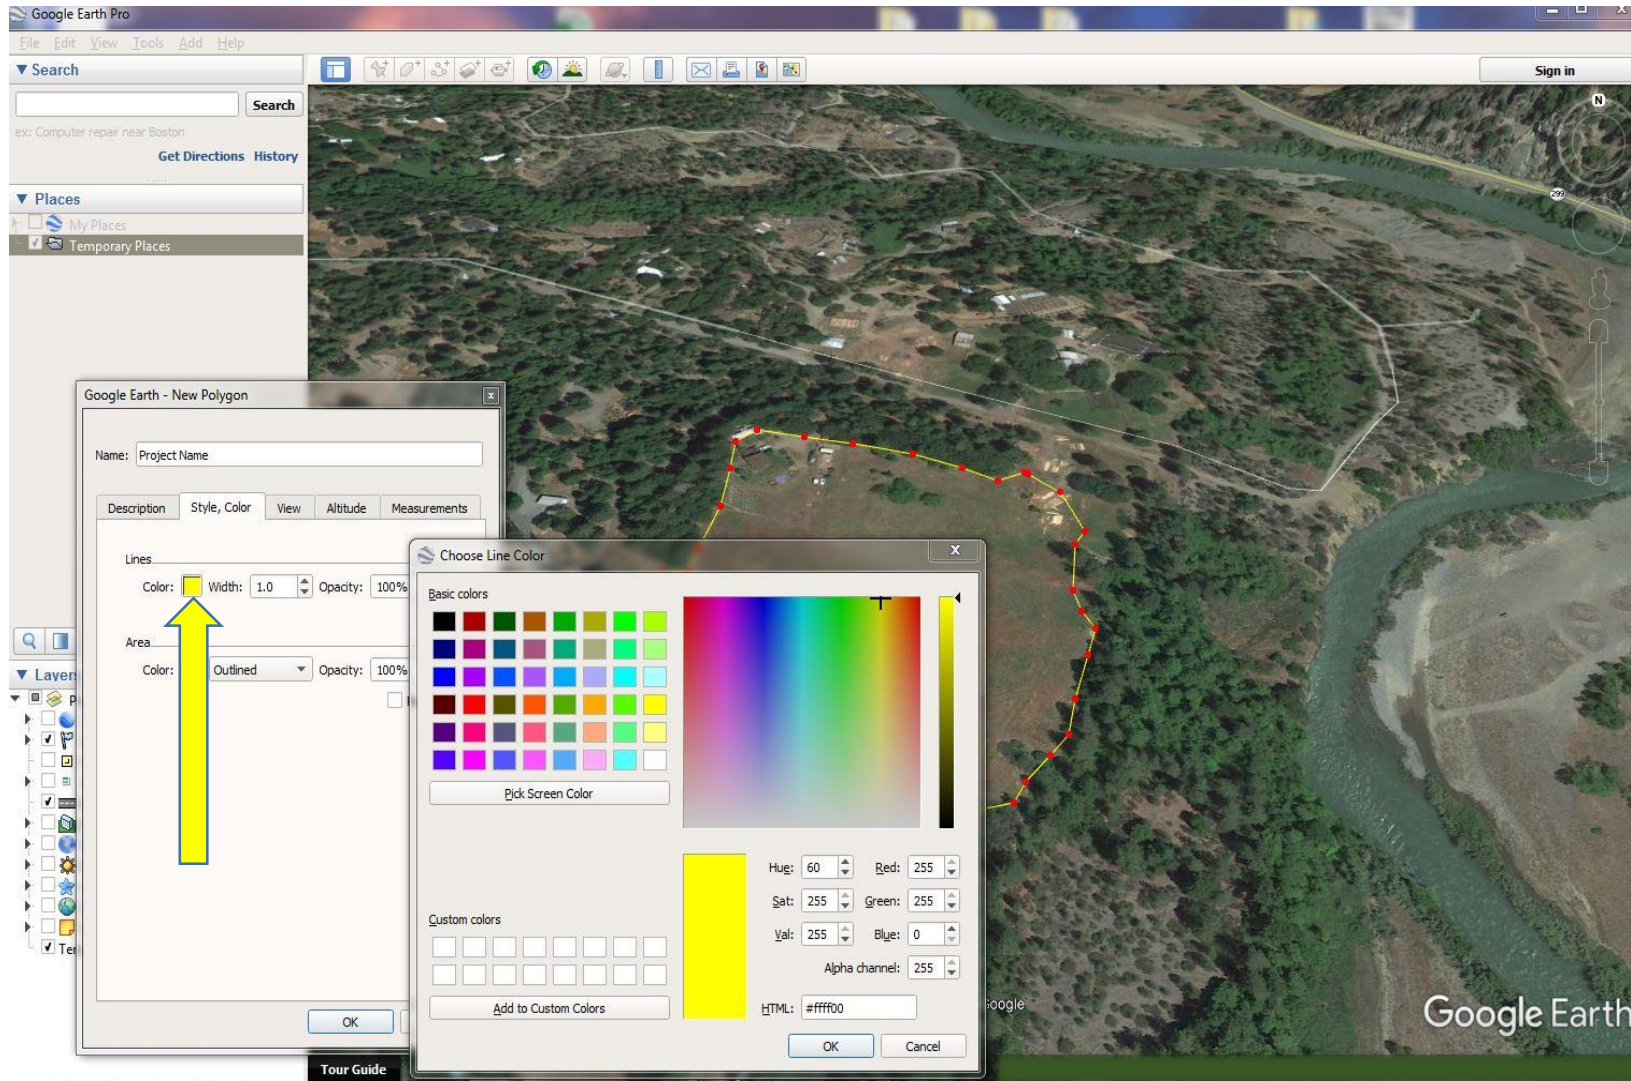 Google Earth Pro
File Edit View Tools Add Help
Search
Search
ex: Computer repair near Boston
Get Directions History
Places
My Places
Temporary Places
Sign in
N
299
Google Earth - New Polygon
Name: Project Name
Description Style, Color View Altitude Measurements
Lines
Color: Width: 1.0 Opacity: 100%
Area
Color: Outlined Opacity: 100%
OK
Layer
P
Ter
Choose Line Color
Basic colors
Pick Screen Color
Custom colors
Add to Custom Colors
Hue: 60 Red: 255
Sat: 255 Green: 255
Val: 255 Blue: 0
Alpha channel: 255
HTML: #ffff00
OK Cancel
Google
Google Earth
Tour Guide